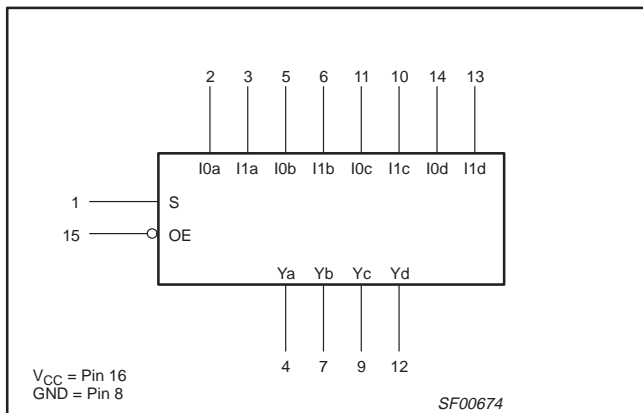 2 3 5 6 11 10 14 13
I0a I1a I0b I1b I0c I1c I0d I1d
1 S
15 OE
Ya Yb Yc Yd
4 7 9 12
VCC = Pin 16
GND = Pin 8
SF00674